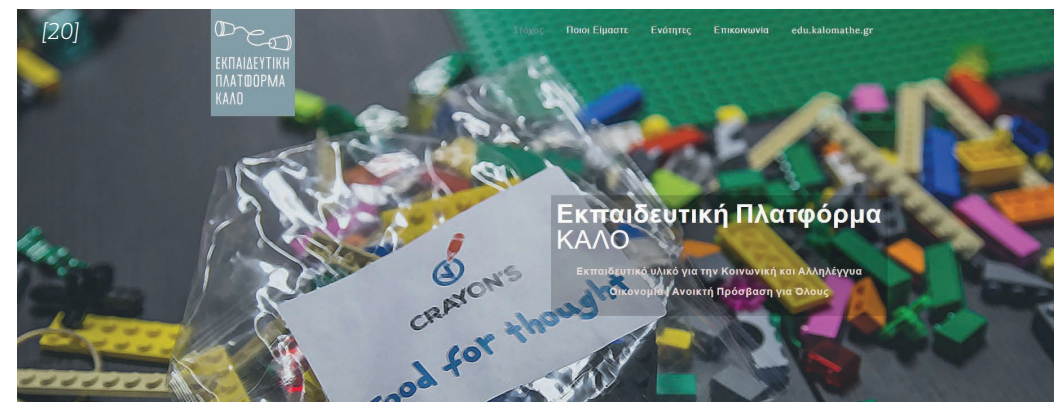 [20]
ΕΚΠΑΙΔΕΥΤΙΚΗ
ΠΛΑΤΦΟΡΜΑ
ΚΑΛΟ
Στόχος Ποιοι Είμαστε Ενότητες Επικοινωνία edu.kalomathe.gr
Εκπαιδευτική Πλατφόρμα
ΚΑΛΟ
Εκπαιδευτικό υλικό για την Κοινωνική και Αλληλέγγυα
Οικονομία | Ανοικτή Πρόσβαση για Όλους
CRAYON'S
food for thought